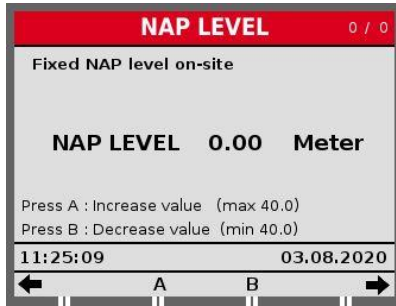 NAP LEVEL 0 / 0
Fixed NAP level on-site
NAP LEVEL 0.00 Meter
Press A : Increase value (max 40.0)
Press B : Decrease value (min 40.0)
11:25:09 03.08.2020
A B